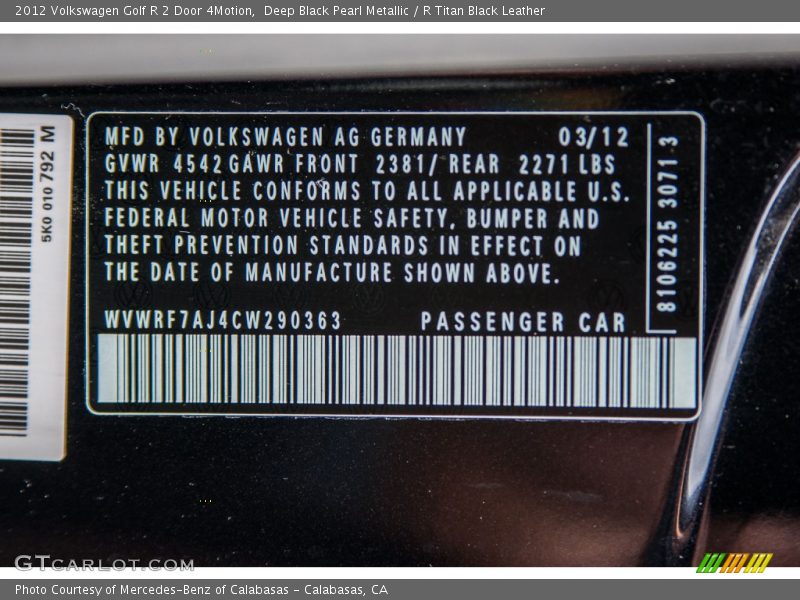 2012 Volkswagen Golf R 2 Door 4Motion,  Deep Black Pearl Metallic / R Titan Black Leather
5K0 010 792 M
MFD BY VOLKSWAGEN AG GERMANY 03/12
GVWR 4542 GAWR FRONT 2381/ REAR 2271 LBS
THIS VEHICLE CONFORMS TO ALL APPLICABLE U.S.
FEDERAL MOTOR VEHICLE SAFETY, BUMPER AND
THEFT PREVENTION STANDARDS IN EFFECT ON
THE DATE OF MANUFACTURE SHOWN ABOVE.
WVWRF7AJ4CW290363 PASSENGER CAR
8106225 3071 3
GTcarlot.com
Photo Courtesy of Mercedes-Benz of Calabasas - Calabasas, CA